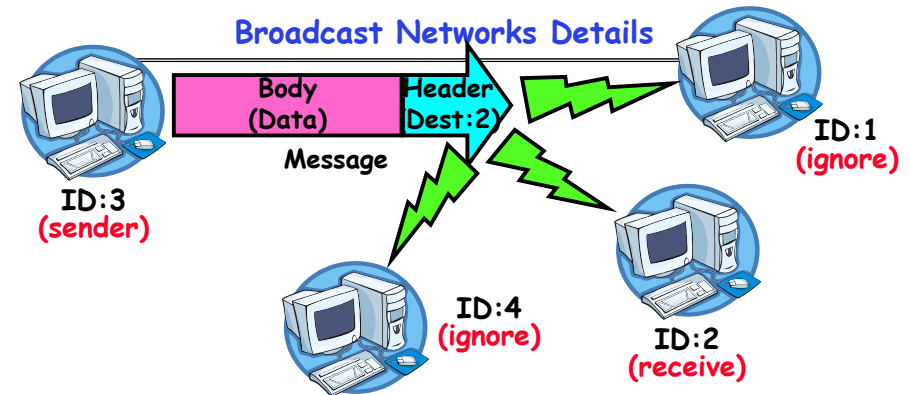 Broadcast Networks Details
Body
(Data)
Header
Dest:2)
Message
ID:1
(ignore)
ID:3
(sender)
ID:4
(ignore)
ID:2
(receive)